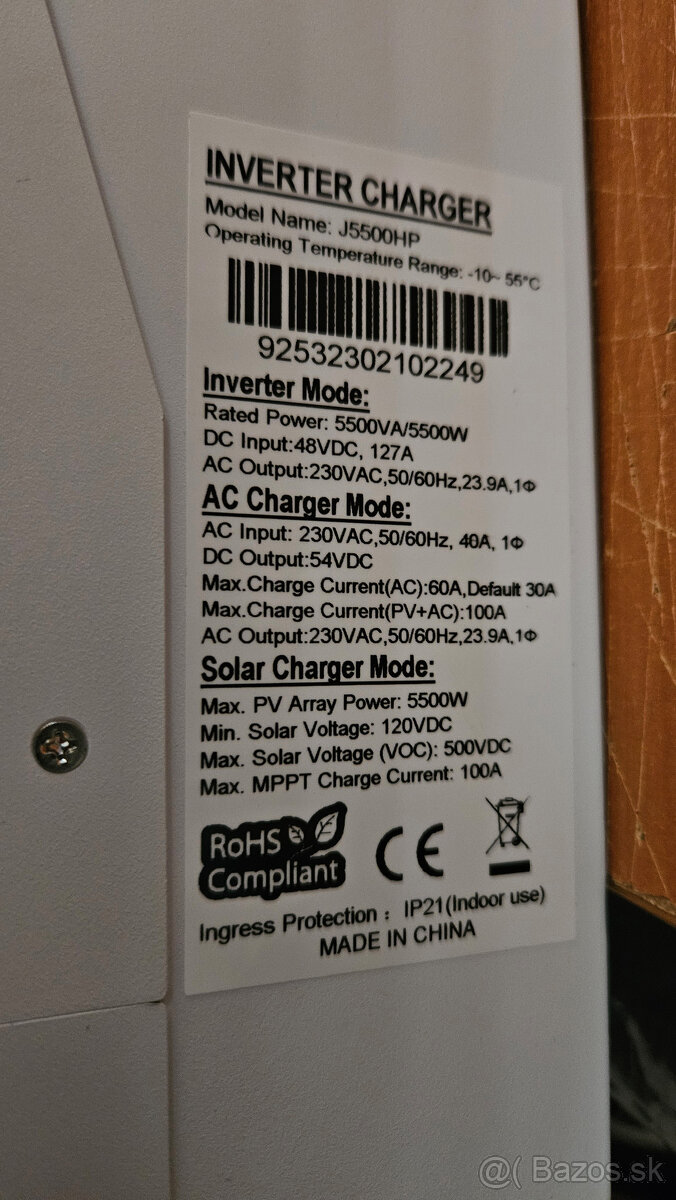 INVERTER CHARGER
Model Name: J5500HP
Operating Temperature Range: -10~ 55°C
92532302102249
Inverter Mode:
Rated Power: 5500VA/5500W
DC Input:48VDC, 127A
AC Output:230VAC,50/60Hz,23.9A,1Φ
AC Charger Mode:
AC Input: 230VAC,50/60Hz, 40A, 1Φ
DC Output:54VDC
Max.Charge Current(AC):60A,Default 30A
Max.Charge Current(PV+AC):100A
AC Output:230VAC,50/60Hz,23.9A,1Φ
Solar Charger Mode:
Max. PV Array Power: 5500W
Min. Solar Voltage: 120VDC
Max. Solar Voltage (VOC): 500VDC
Max. MPPT Charge Current: 100A
RoHS
Compliant
CE
Ingress Protection : IP21(Indoor use)
MADE IN CHINA
@( Bazos.sk